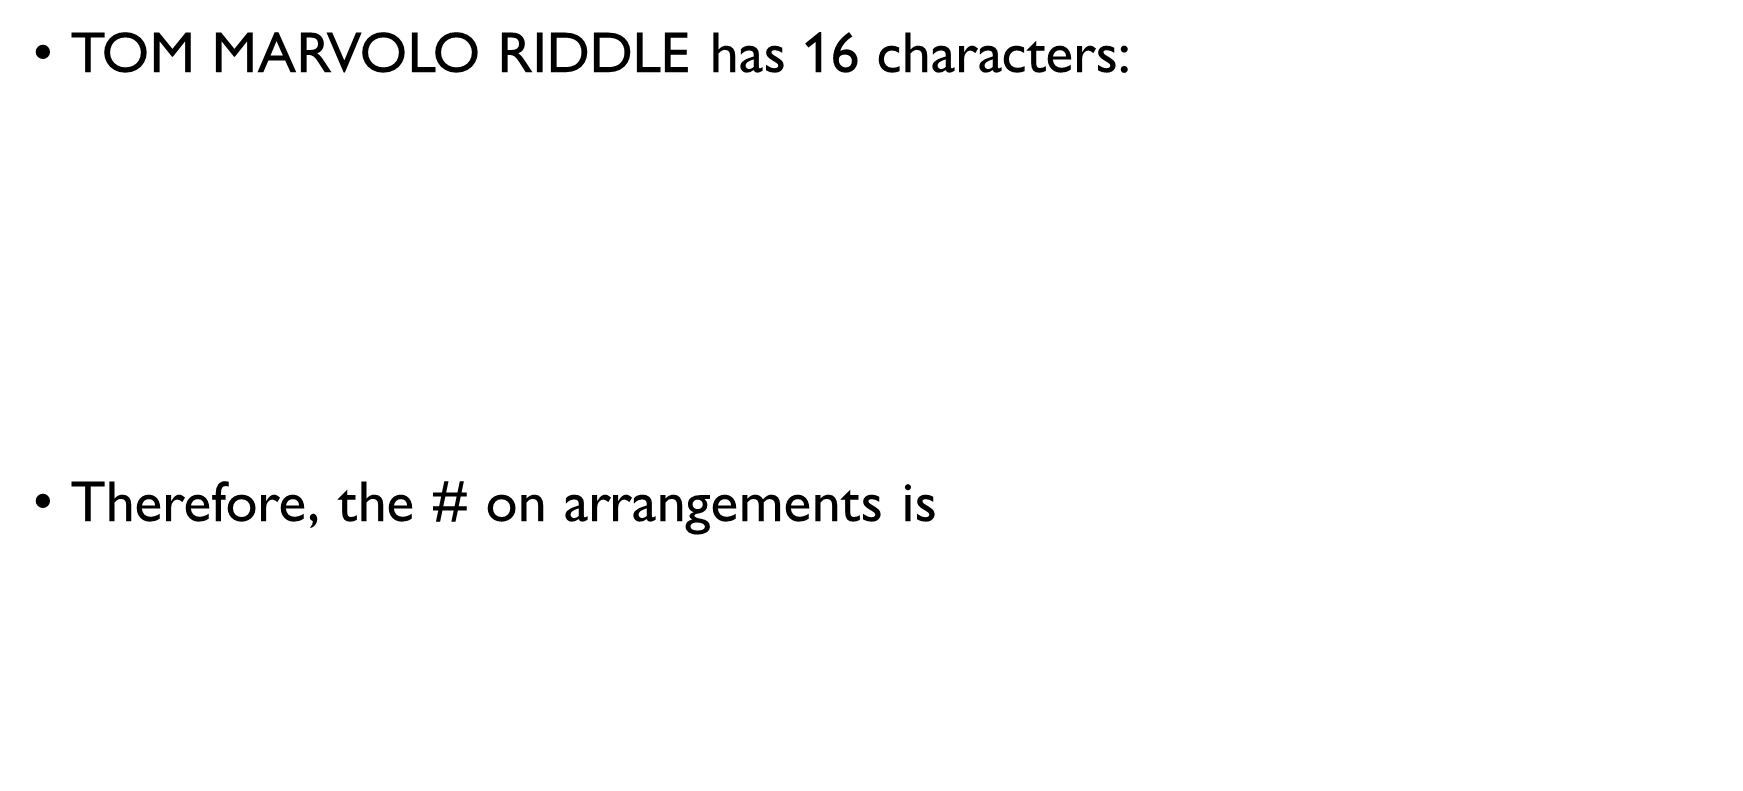 • TOM MARVOLO RIDDLE has 16 characters:
• Therefore, the # on arrangements is